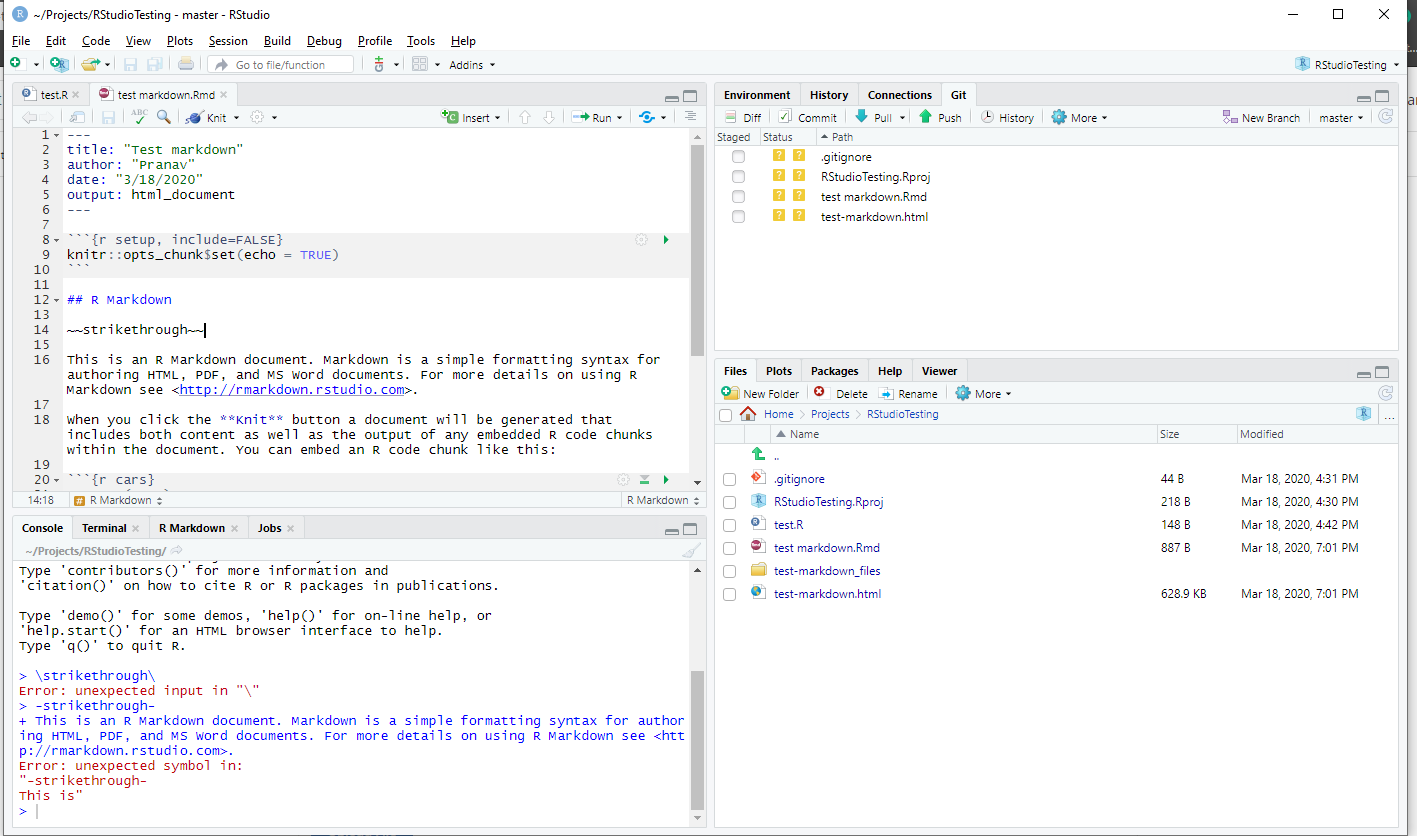 ~/Projects/RStudioTesting - master - RStudio
File Edit Code View Plots Session Build Debug Profile Tools Help
Go to file/function Addins RStudioTesting
test.R test markdown.Rmd
ABC Knit Insert Run
1 ---
2 title: "Test markdown"
3 author: "Pranav"
4 date: "3/18/2020"
5 output: html_document
6 ---
7
8 ```{r setup, include=FALSE}
9 knitr::opts_chunk$set(echo = TRUE)
10 ```
11
12 ## R Markdown
13
14 ~~strikethrough~~
15
16 This is an R Markdown document. Markdown is a simple formatting syntax for
authoring HTML, PDF, and MS Word documents. For more details on using R
Markdown see <http://rmarkdown.rstudio.com>.
17
18 When you click the **Knit** button a document will be generated that
includes both content as well as the output of any embedded R code chunks
within the document. You can embed an R code chunk like this:
19
20 ```{r cars}
14:18 # R Markdown R Markdown
Console Terminal R Markdown Jobs
~/Projects/RStudioTesting/
Type 'contributors()' for more information and
'citation()' on how to cite R or R packages in publications.
Type 'demo()' for some demos, 'help()' for on-line help, or
'help.start()' for an HTML browser interface to help.
Type 'q()' to quit R.
> \strikethrough\
Error: unexpected input in "\"
> -strikethrough-
+ This is an R Markdown document. Markdown is a simple formatting syntax for author
ing HTML, PDF, and MS Word documents. For more details on using R Markdown see <htt
p://rmarkdown.rstudio.com>.
Error: unexpected symbol in:
"-strikethrough-
This is"
>
Environment History Connections Git
Diff Commit Pull Push History More New Branch master
Staged Status Path
? ? .gitignore
? ? RStudioTesting.Rproj
? ? test markdown.Rmd
? ? test-markdown.html
Files Plots Packages Help Viewer
New Folder Delete Rename More
Home Projects RStudioTesting ...
Name Size Modified
..
.gitignore 44 B Mar 18, 2020, 4:31 PM
RStudioTesting.Rproj 218 B Mar 18, 2020, 4:30 PM
test.R 148 B Mar 18, 2020, 4:42 PM
test markdown.Rmd 887 B Mar 18, 2020, 7:01 PM
test-markdown_files
test-markdown.html 628.9 KB Mar 18, 2020, 7:01 PM